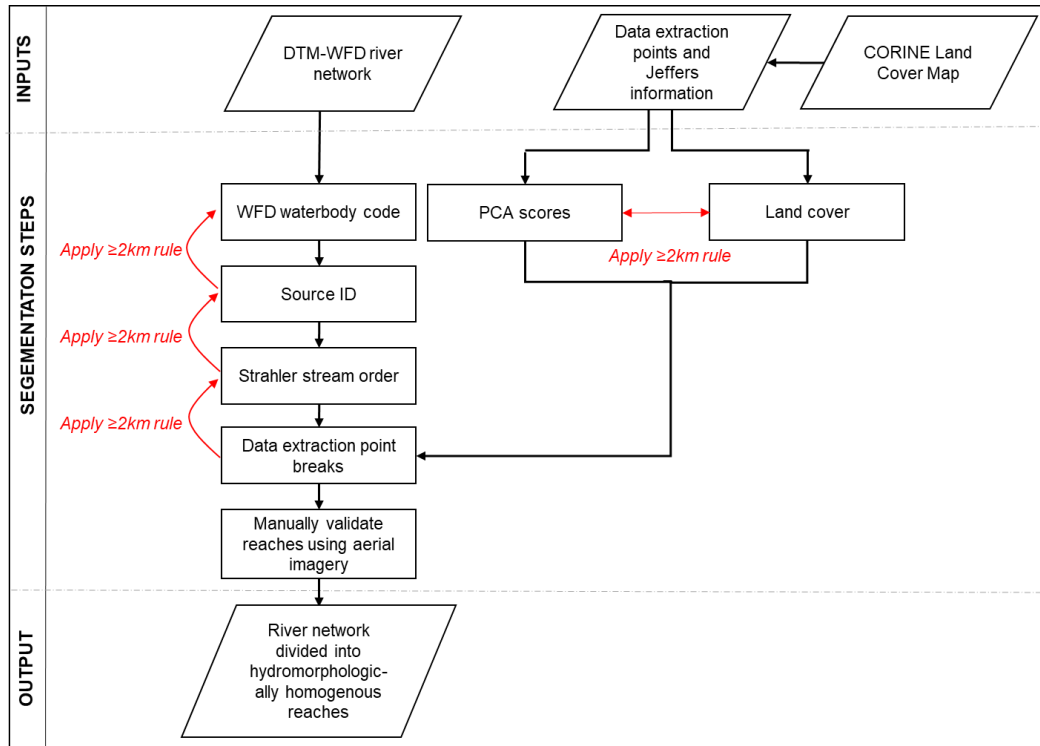 INPUTS
DTM-WFD river
network
Data extraction
points and
Jeffers
information
CORINE Land
Cover Map
SEGEMENTATON STEPS
WFD waterbody code
PCA scores
Land cover
Apply ≥2km rule
Apply ≥2km rule
Source ID
Apply ≥2km rule
Strahler stream order
Apply ≥2km rule
Data extraction point
breaks
Manually validate
reaches using aerial
imagery
OUTPUT
River network
divided into
hydromorphologic-
ally homogenous
reaches